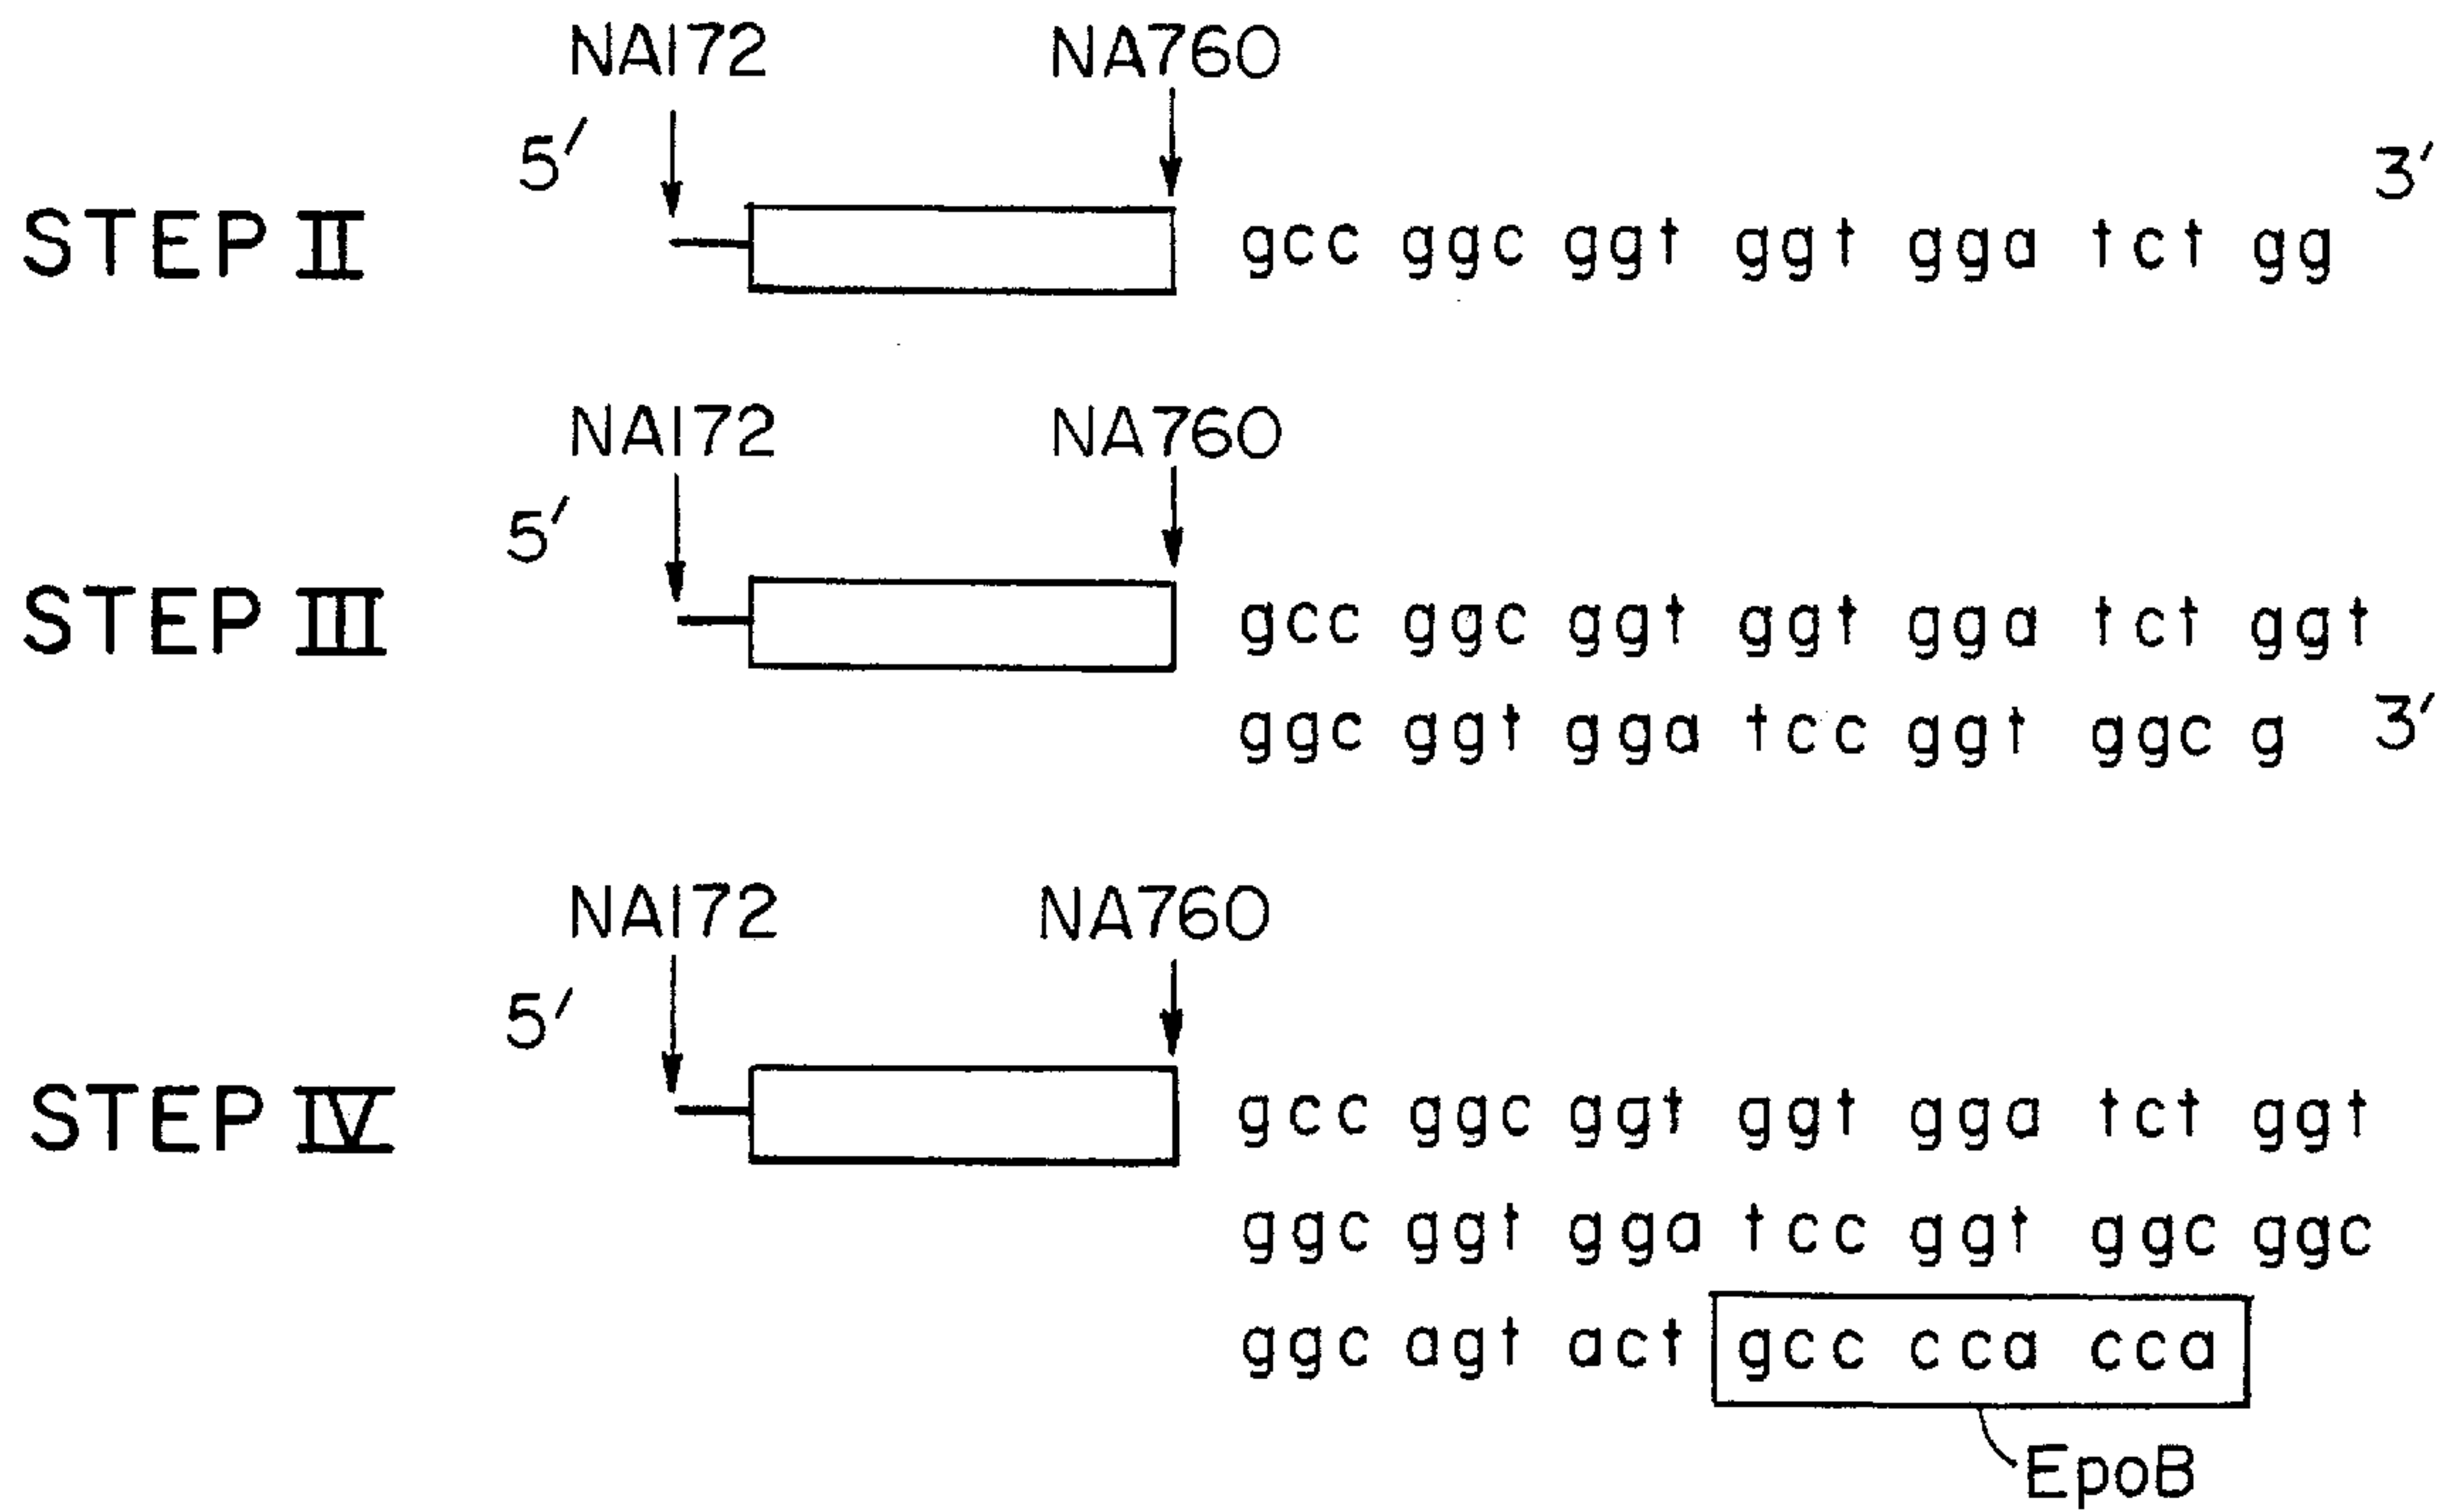 NA172 NA760
5′ 3′
STEP II gcc ggc ggt ggt gga tct gg
NA172 NA760
5′
STEP III gcc ggc ggt ggt gga tct ggt
ggc ggt gga tcc ggt ggc g 3′
NA172 NA760
5′
STEP IV gcc ggc ggt ggt gga tct ggt
ggc ggt gga tcc ggt ggc ggc
ggc agt act gcc cca cca
EpoB